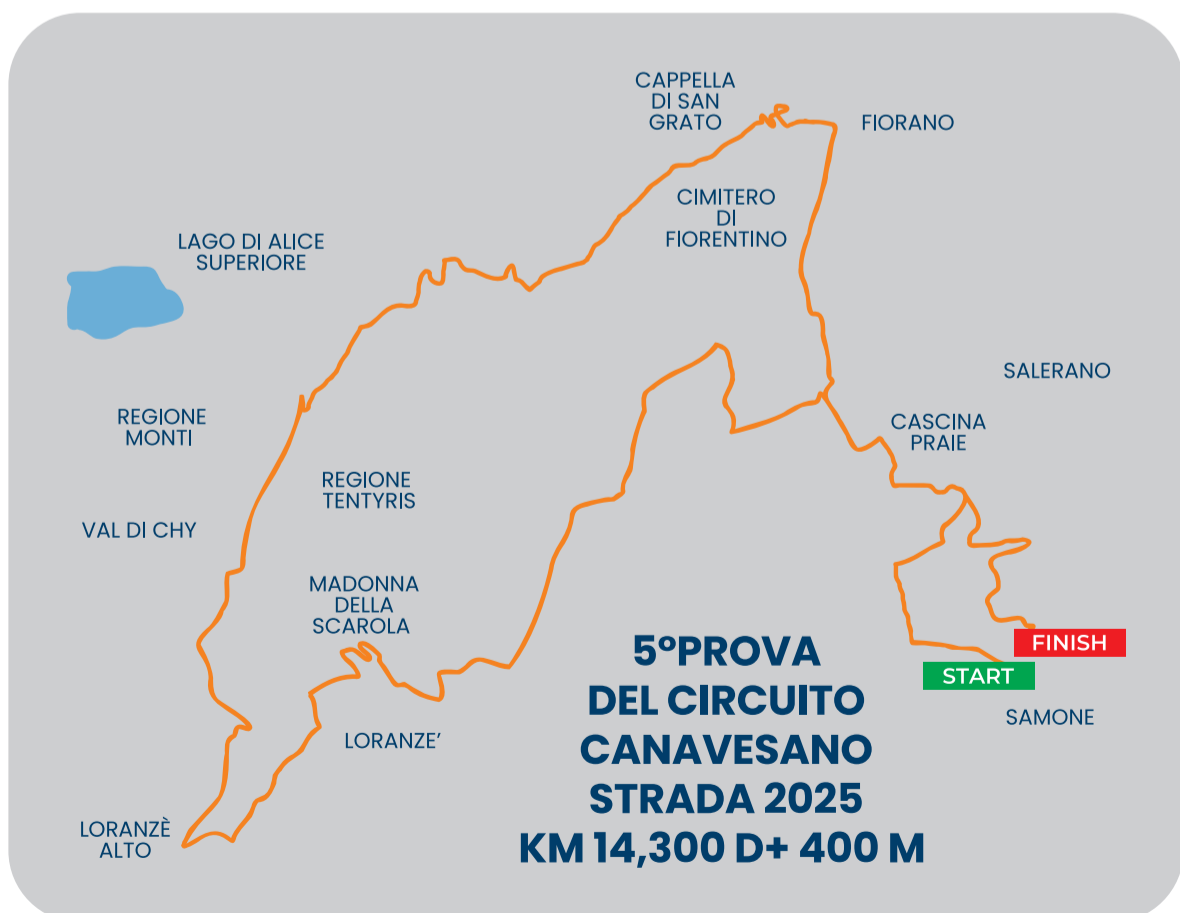 CAPPELLA
DI SAN
GRATO
FIORANO
CIMITERO
DI
FIORENTINO
LAGO DI ALICE
SUPERIORE
SALERANO
REGIONE
MONTI
CASCINA
PRAIE
REGIONE
TENTYRIS
VAL DI CHY
MADONNA
DELLA
SCAROLA
FINISH
START
SAMONE
LORANZE'
LORANZÈ
ALTO
5°PROVA
DEL CIRCUITO
CANAVESANO
STRADA 2025
KM 14,300 D+ 400 M